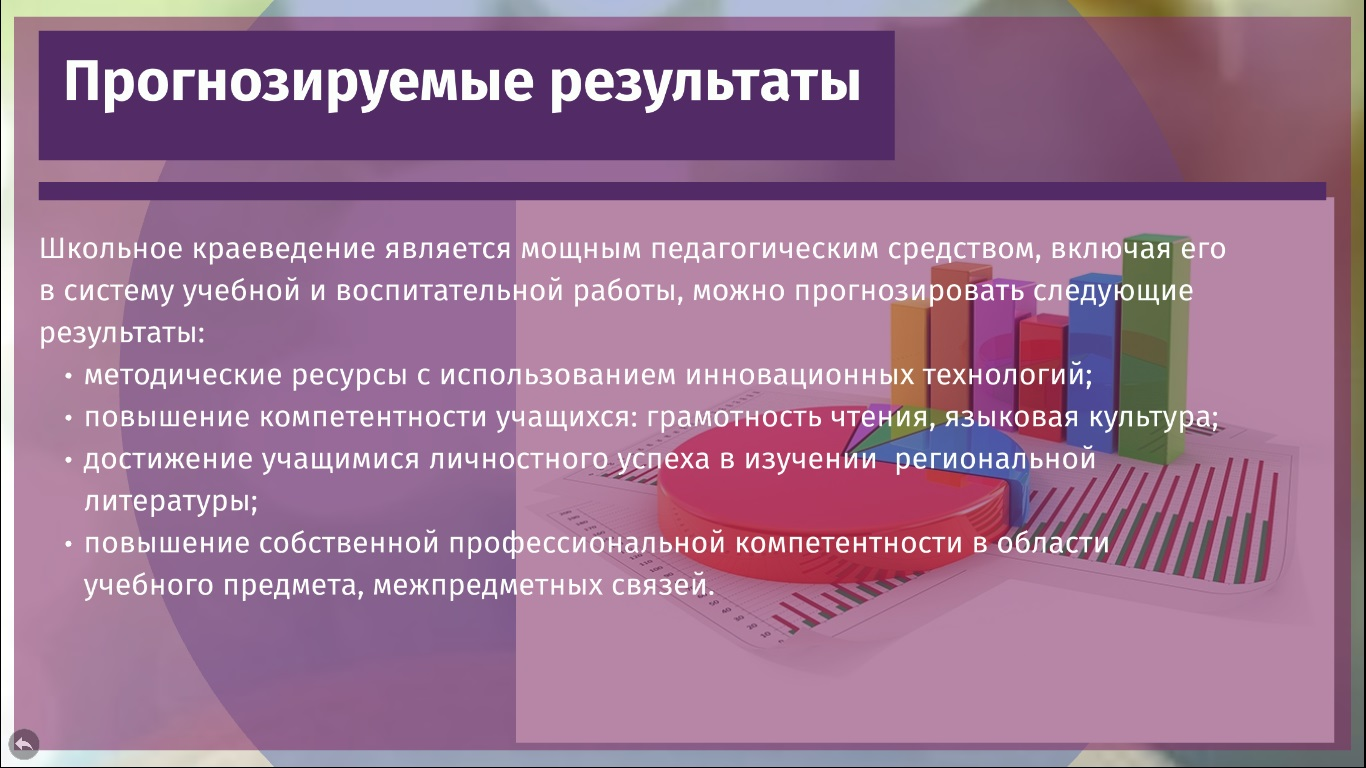 Прогнозируемые результаты
Школьное краеведение является мощным педагогическим средством, включая его
в систему учебной и воспитательной работы, можно прогнозировать следующие
результаты:
• методические ресурсы с использованием инновационных технологий;
• повышение компетентности учащихся: грамотность чтения, языковая культура;
• достижение учащимися личностного успеха в изучении  региональной
литературы;
• повышение собственной профессиональной компетентности в области
учебного предмета, межпредметных связей.